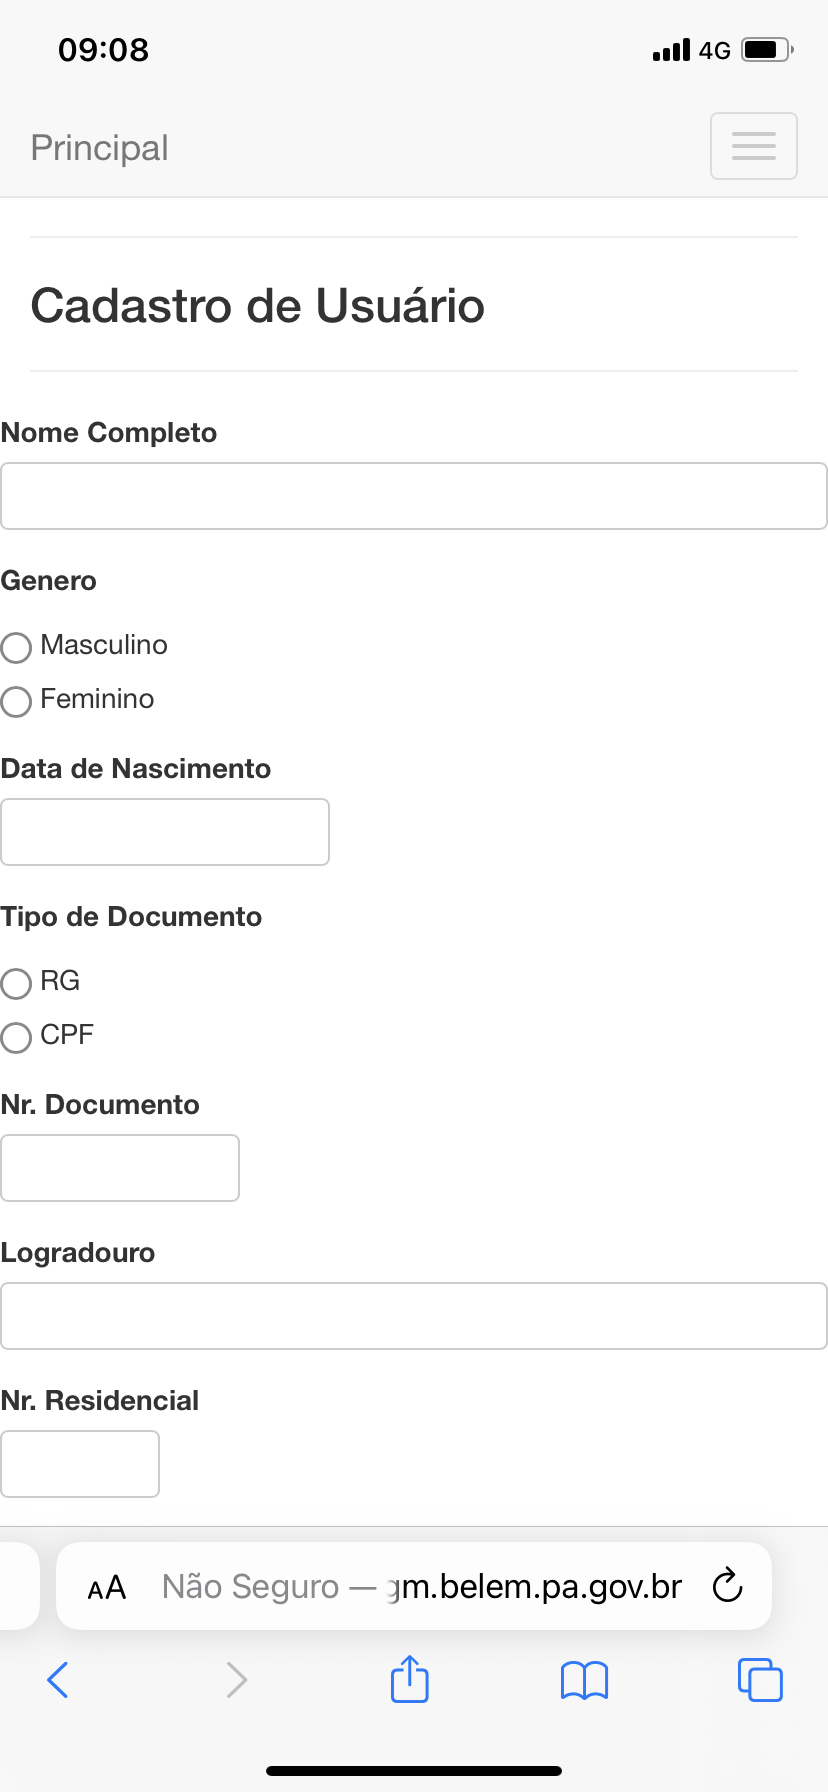 09:08
4G
Principal
Cadastro de Usuário
Nome Completo
Genero
Masculino
Feminino
Data de Nascimento
Tipo de Documento
RG
CPF
Nr. Documento
Logradouro
Nr. Residencial
AA Não Seguro — gm.belem.pa.gov.br